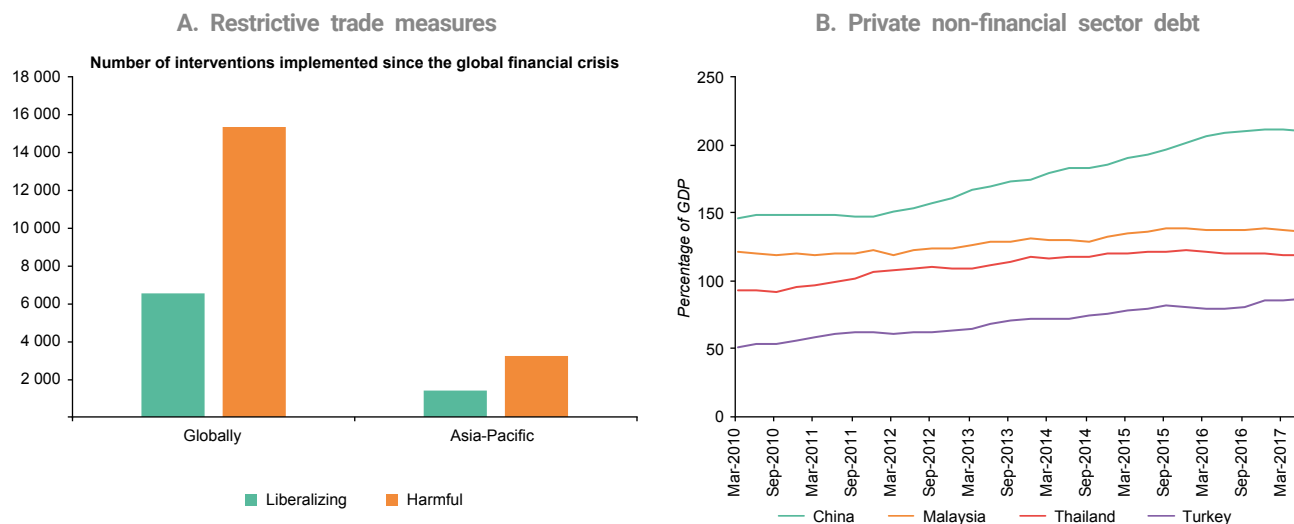 A. Restrictive trade measures
Number of interventions implemented since the global financial crisis
18 000
16 000
14 000
12 000
10 000
8 000
6 000
4 000
2 000
Globally
Asia-Pacific
Liberalizing
Harmful
B. Private non-financial sector debt
Percentage of GDP
250
200
150
100
50
0
Mar-2010
Sep-2010
Mar-2011
Sep-2011
Mar-2012
Sep-2012
Mar-2013
Sep-2013
Mar-2014
Sep-2014
Mar-2015
Sep-2015
Mar-2016
Sep-2016
Mar-2017
China
Malaysia
Thailand
Turkey